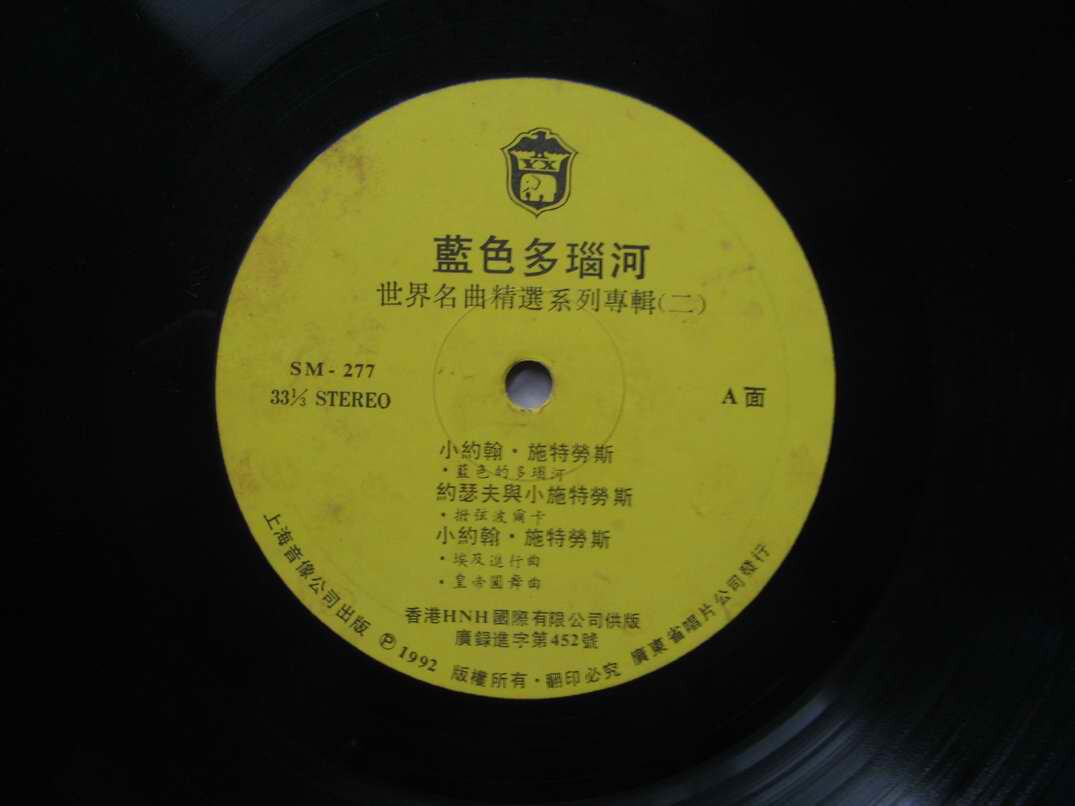 YX
藍色多瑙河
世界名曲精選系列專輯(二)
SM - 277
33⅓ STEREO
A面
小約翰·施特勞斯
·藍色的多瑙河
約瑟夫與小施特勞斯
·拊弦波爾卡
小約翰·施特勞斯
·埃及進行曲
·皇帝圓舞曲
香港HNH國際有限公司供版
廣録進字第452號
上海音像公司出版 ℗ 1992 版權所有·翻印必究 廣東省唱片公司發行